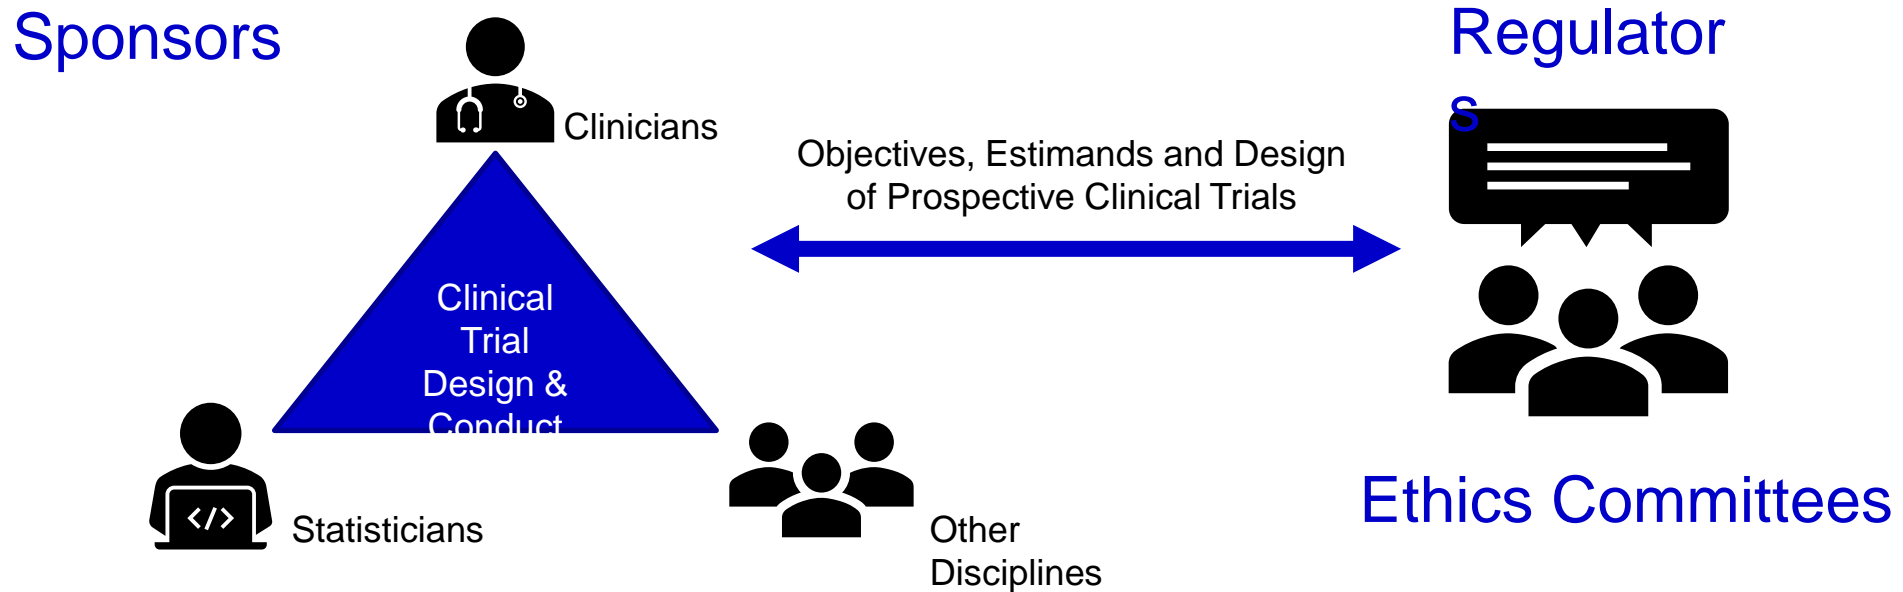 Sponsors
Clinicians
Clinical
Trial
Design &
Conduct
Statisticians
Other
Disciplines
Objectives, Estimands and Design
of Prospective Clinical Trials
Regulator
s
</>
Ethics Committees